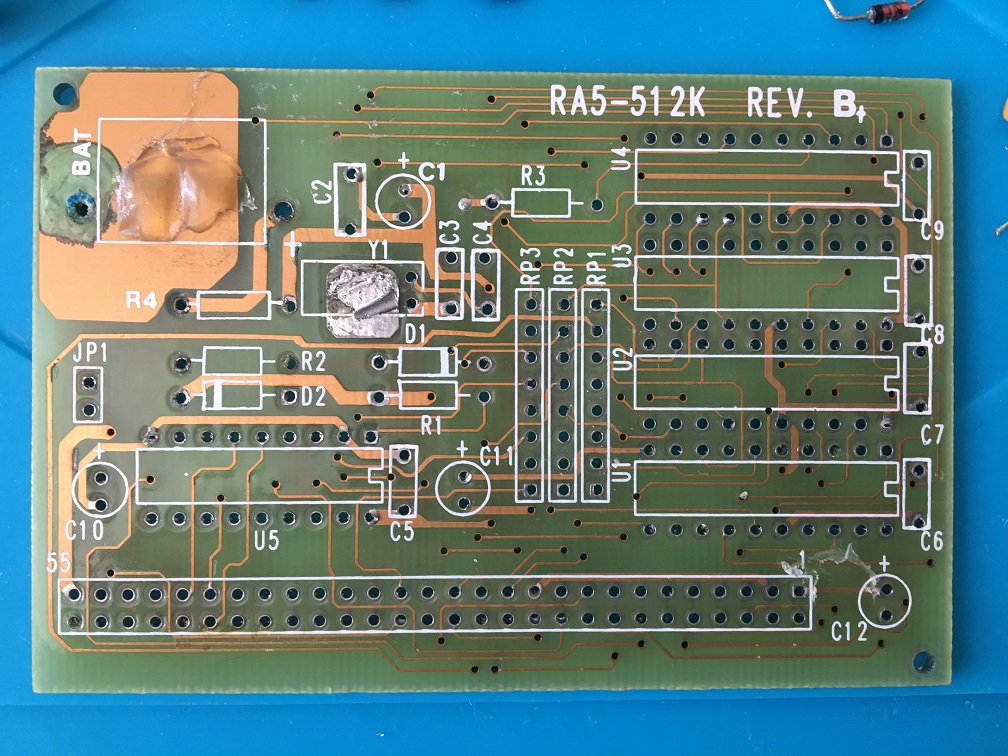 RA5-512K REV. B+
BAT
+
C2
+
C1
R3
U4
C9
Y1
C3
C4
RP3
RP2
RP1
U3
R4
D1
C8
JP1
R2
U2
D2
R1
C7
+
C10
U5
C5
+
C11
U1
C6
55
1
+
C12